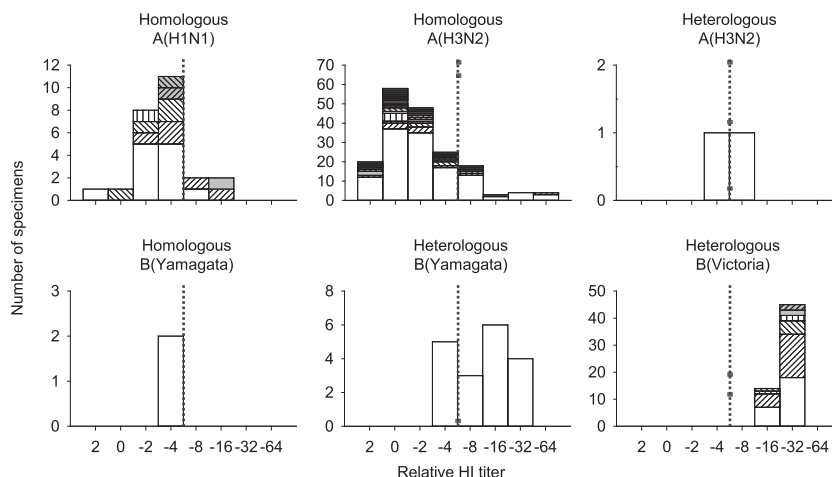 Homologous
A(H1N1)
Homologous
A(H3N2)
Heterologous
A(H3N2)
12
10
8
6
4
2
0
70
60
50
40
30
20
10
0
2
1
0
Number of specimens
Homologous
B(Yamagata)
Heterologous
B(Yamagata)
Heterologous
B(Victoria)
3
2
1
0
8
6
4
2
0
50
40
30
20
10
0
2 0 -2 -4 -8 -16 -32 -64
2 0 -2 -4 -8 -16 -32 -64
2 0 -2 -4 -8 -16 -32 -64
Relative HI titer